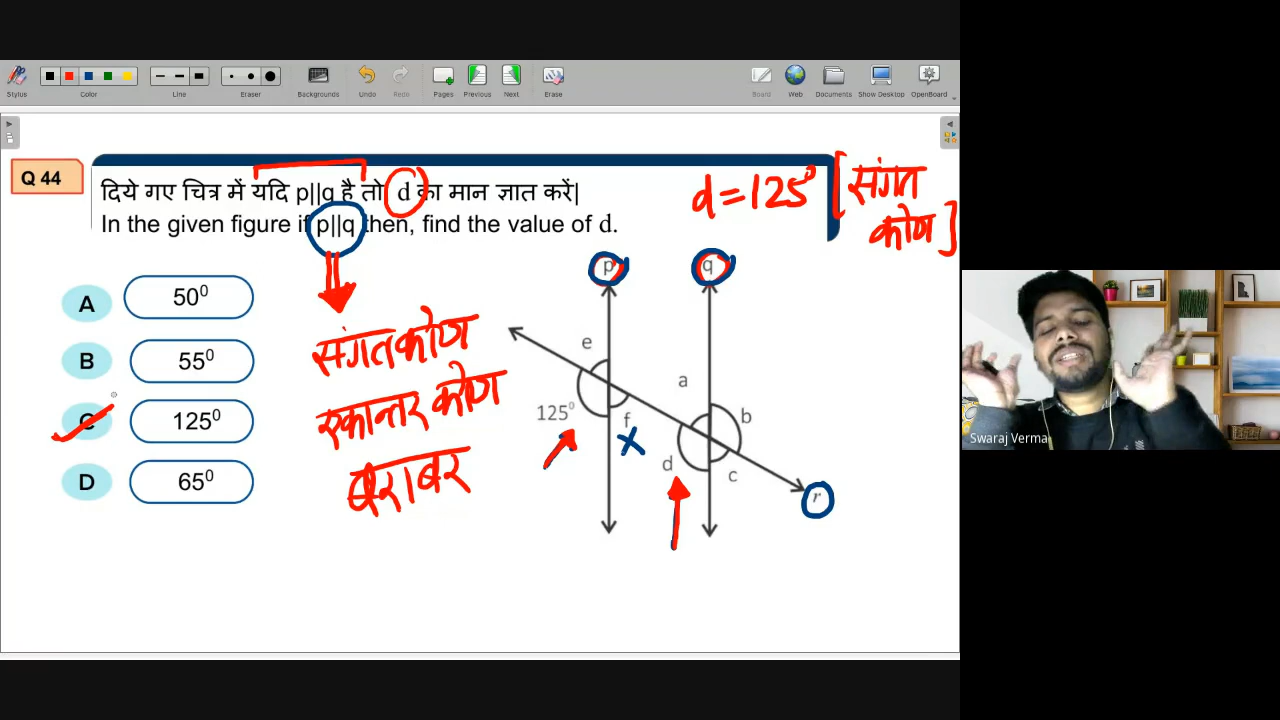 Stylus
Color
Line
Eraser
Backgrounds
Undo
Redo
Pages
Previous
Next
Erase
Board
Web
Documents
Show Desktop
OpenBoard
Q 44
दिये गए चित्र में यदि p||q है तो d का मान ज्ञात करें|
In the given figure if p||q then, find the value of d.
d = 125° [संगत
कोण]
A 50⁰
B 55⁰
C 125⁰
D 65⁰
संगत कोण
एकान्तर कोण
बराबर
p
q
e
a
125°
f
b
x
d
c
r
Swaraj Verma